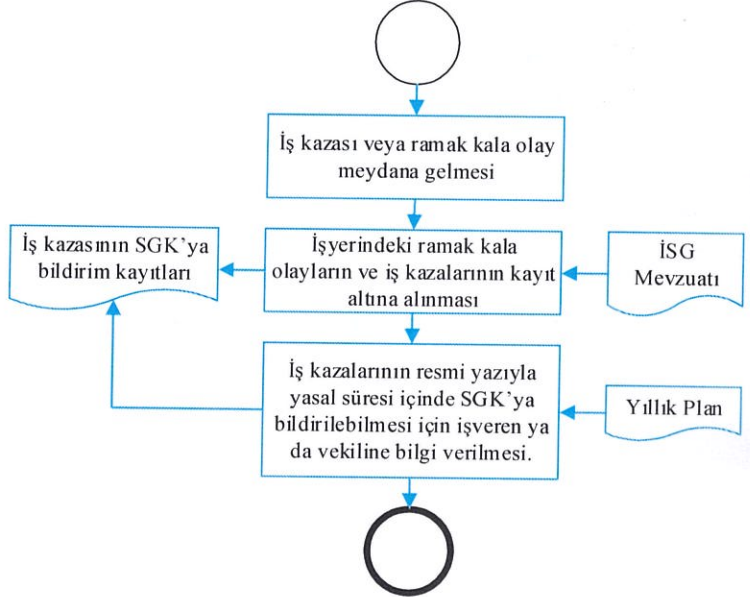 İş kazası veya ramak kala olay
meydana gelmesi
İş kazasının SGK’ya
bildirim kayıtları
İşyerindeki ramak kala
olayların ve iş kazalarının kayıt
altına alınması
İSG
Mevzuatı
İş kazalarının resmi yazıyla
yasal süresi içinde SGK’ya
bildirilebilmesi için işveren ya
da vekiline bilgi verilmesi.
Yıllık Plan